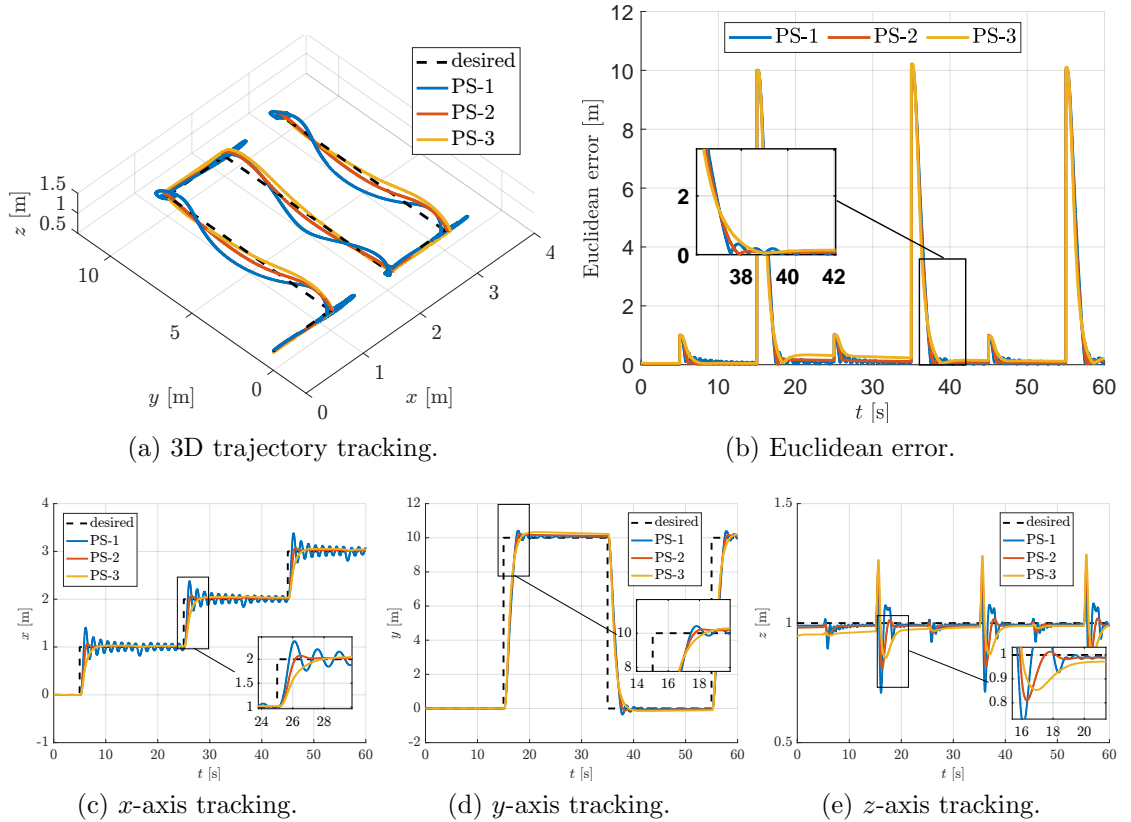 desired
PS-1
PS-2
PS-3
z [m]
1.5
1
0.5
10
5
0
y [m]
0
1
2
3
4
x [m]
(a) 3D trajectory tracking.
PS-1 PS-2 PS-3
Euclidean error [m]
12
10
8
6
4
2
0
2
0
38 40 42
0 10 20 30 40 50 60
t [s]
(b) Euclidean error.
desired
PS-1
PS-2
PS-3
x [m]
4
3
2
1
0
-1
2
1.5
1
24 26 28
0 10 20 30 40 50 60
t [s]
(c) x-axis tracking.
desired
PS-1
PS-2
PS-3
y [m]
12
10
8
6
4
2
0
-2
10
8
14 16 18
0 10 20 30 40 50 60
t [s]
(d) y-axis tracking.
desired
PS-1
PS-2
PS-3
z [m]
1.5
1
0.5
1
0.9
0.8
16 18 20
0 10 20 30 40 50 60
t [s]
(e) z-axis tracking.